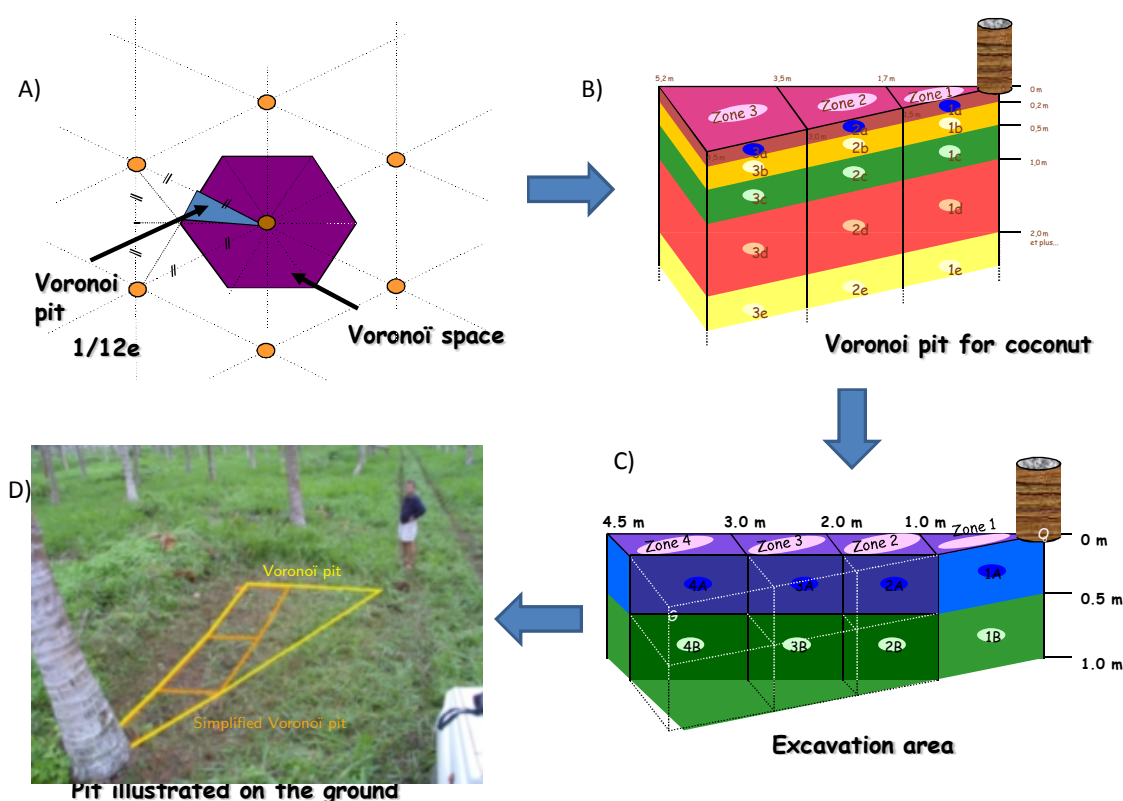 A)
Voronoi
pit
1/12e
Voronoï space
B)
5,2 m
3,5 m
1,7 m
0 m
0,2 m
0,5 m
1,0 m
2,0 m
et plus...
Zone 3
Zone 2
Zone 1
3,0 m
1,5 m
3a
2a
1a
3b
2b
1b
3c
2c
1c
3d
2d
1d
3e
2e
1e
Voronoi pit for coconut
C)
4.5 m
3.0 m
2.0 m
1.0 m
Zone 1
Q
0 m
Zone 4
Zone 3
Zone 2
4A
3A
2A
1A
0.5 m
G
4B
3B
2B
1B
1.0 m
Excavation area
D)
Voronoï pit
Simplified Voronoï pit
Pit illustrated on the ground